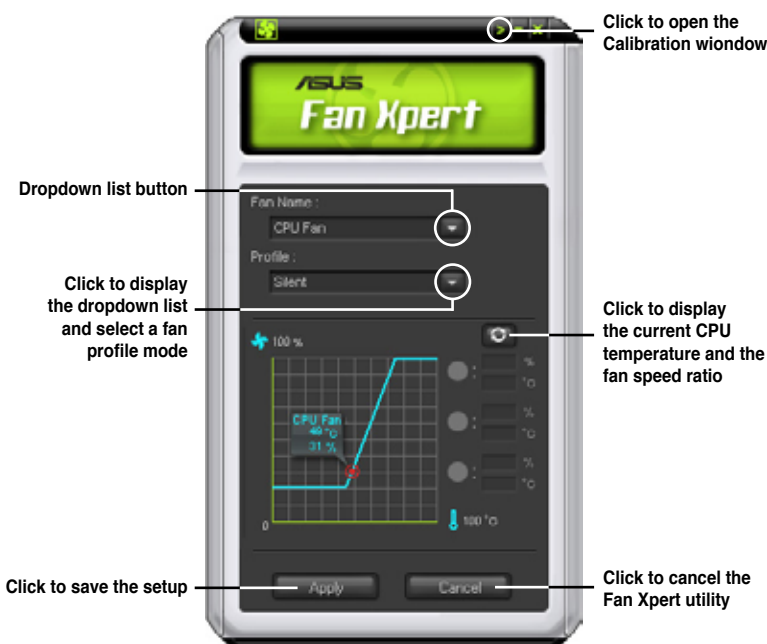 Click to open the
Calibration wiondow
ASUS
Fan Xpert
Dropdown list button
Fan Name :
CPU Fan
Profile :
Silent
Click to display
the dropdown list
and select a fan
profile mode
Click to display
the current CPU
temperature and the
fan speed ratio
100 %
CPU Fan
48 °C
31 %
: %
°C
: %
°C
: %
°C
0
100 °C
Click to save the setup
Apply
Cancel
Click to cancel the
Fan Xpert utility